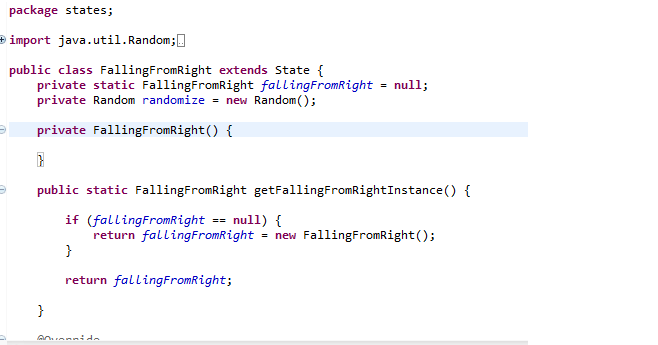 package states;
import java.util.Random;
public class FallingFromRight extends State {
private static FallingFromRight fallingFromRight = null;
private Random randomize = new Random();
private FallingFromRight() {
}
public static FallingFromRight getFallingFromRightInstance() {
if (fallingFromRight == null) {
return fallingFromRight = new FallingFromRight();
}
return fallingFromRight;
}
@Override